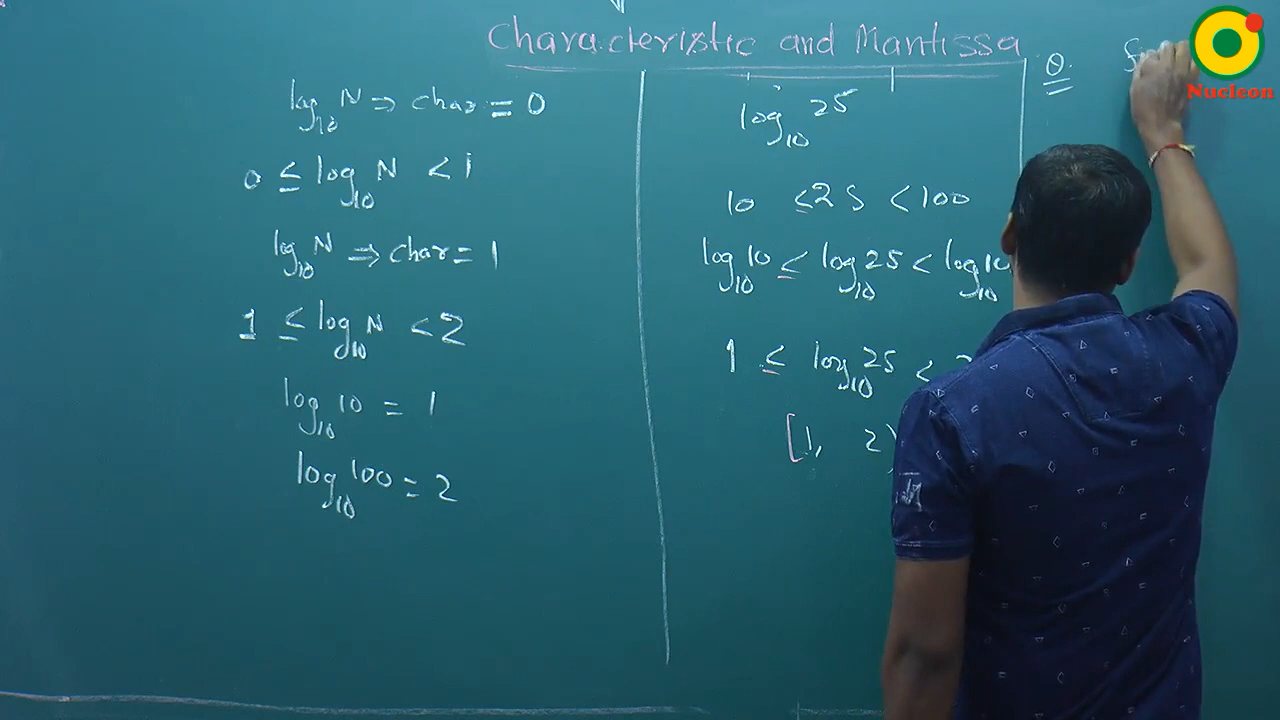 Characteristic and Mantissa
log₁₀ N ⇒ char = 0
0 ≤ log₁₀ N < 1
log₁₀ N ⇒ char = 1
1 ≤ log₁₀ N < 2
log₁₀ 10 = 1
log₁₀ 100 = 2
log₁₀ 25
10 ≤ 25 < 100
log₁₀ 10 ≤ log₁₀ 25 < log₁₀ 10
1 ≤ log₁₀ 25 <
[1, 2)
Q.
Nucleon